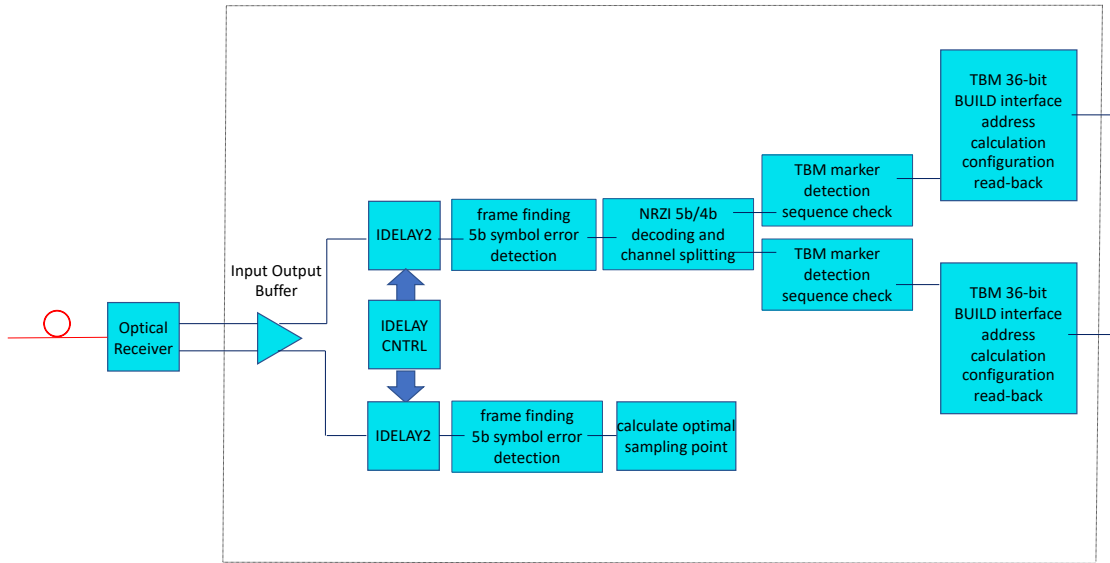 Optical
Receiver
Input Output
Buffer
IDELAY2
IDELAY
CNTRL
IDELAY2
frame finding
5b symbol error
detection
frame finding
5b symbol error
detection
NRZI 5b/4b
decoding and
channel splitting
calculate optimal
sampling point
TBM marker
detection
sequence check
TBM marker
detection
sequence check
TBM 36-bit
BUILD interface
address
calculation
configuration
read-back
TBM 36-bit
BUILD interface
address
calculation
configuration
read-back